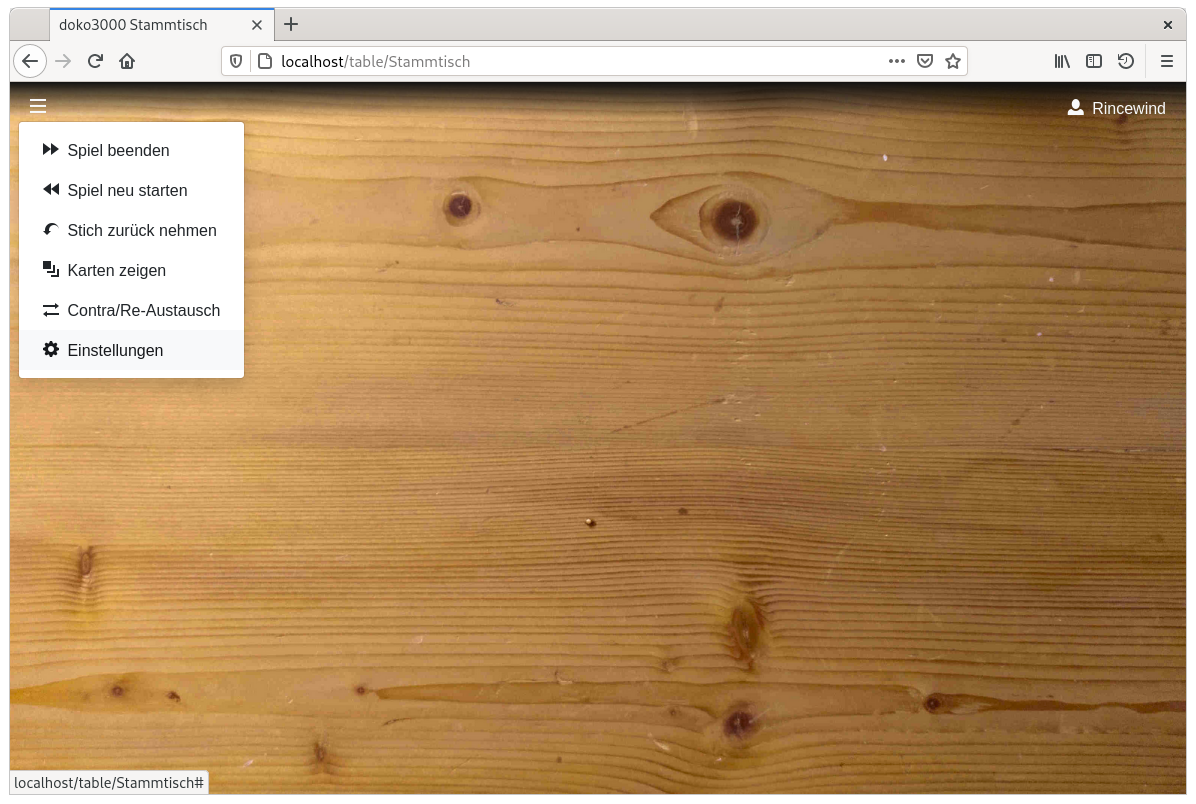 doko3000 Stammtisch
localhost/table/Stammtisch
Rincewind
Spiel beenden
Spiel neu starten
Stich zurück nehmen
Karten zeigen
Contra/Re-Austausch
Einstellungen
localhost/table/Stammtisch#